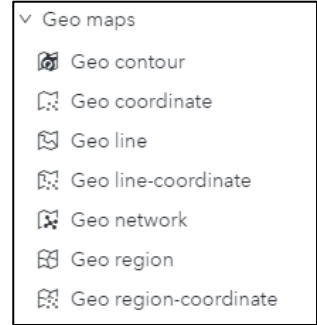 Geo maps
Geo contour
Geo coordinate
Geo line
Geo line-coordinate
Geo network
Geo region
Geo region-coordinate